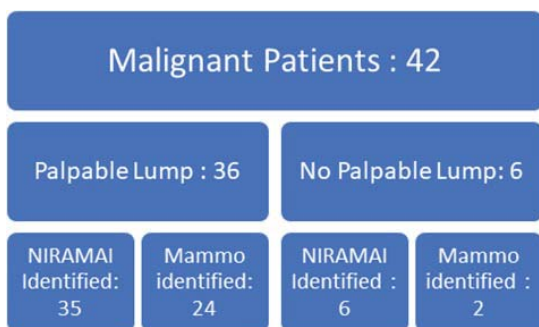 Malignant Patients : 42
Palpable Lump : 36
No Palpable Lump: 6
NIRAMAI
Identified:
35
Mammo
identified:
24
NIRAMAI
Identified :
6
Mammo
identified :
2